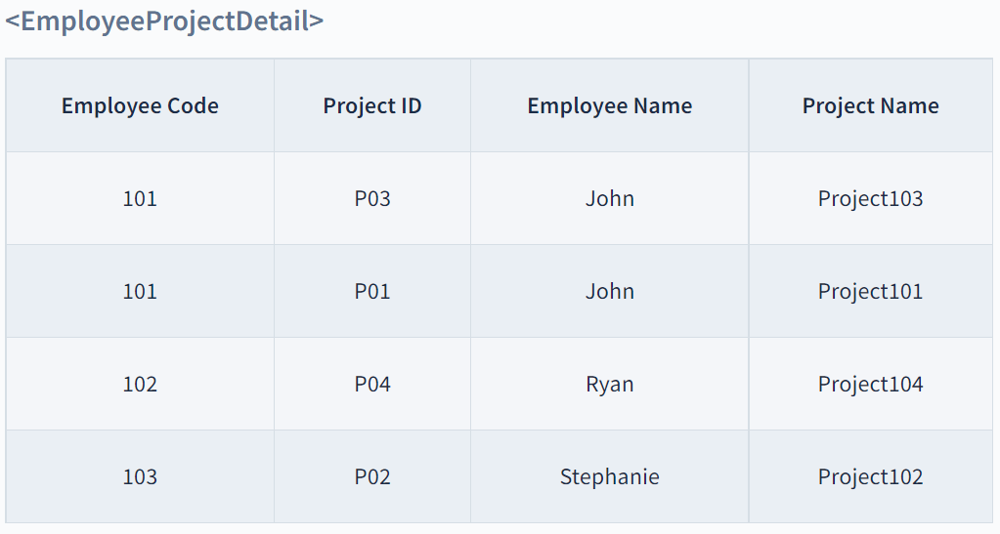 <EmployeeProjectDetail>
Employee Code Project ID Employee Name Project Name
101 P03 John Project103
101 P01 John Project101
102 P04 Ryan Project104
103 P02 Stephanie Project102